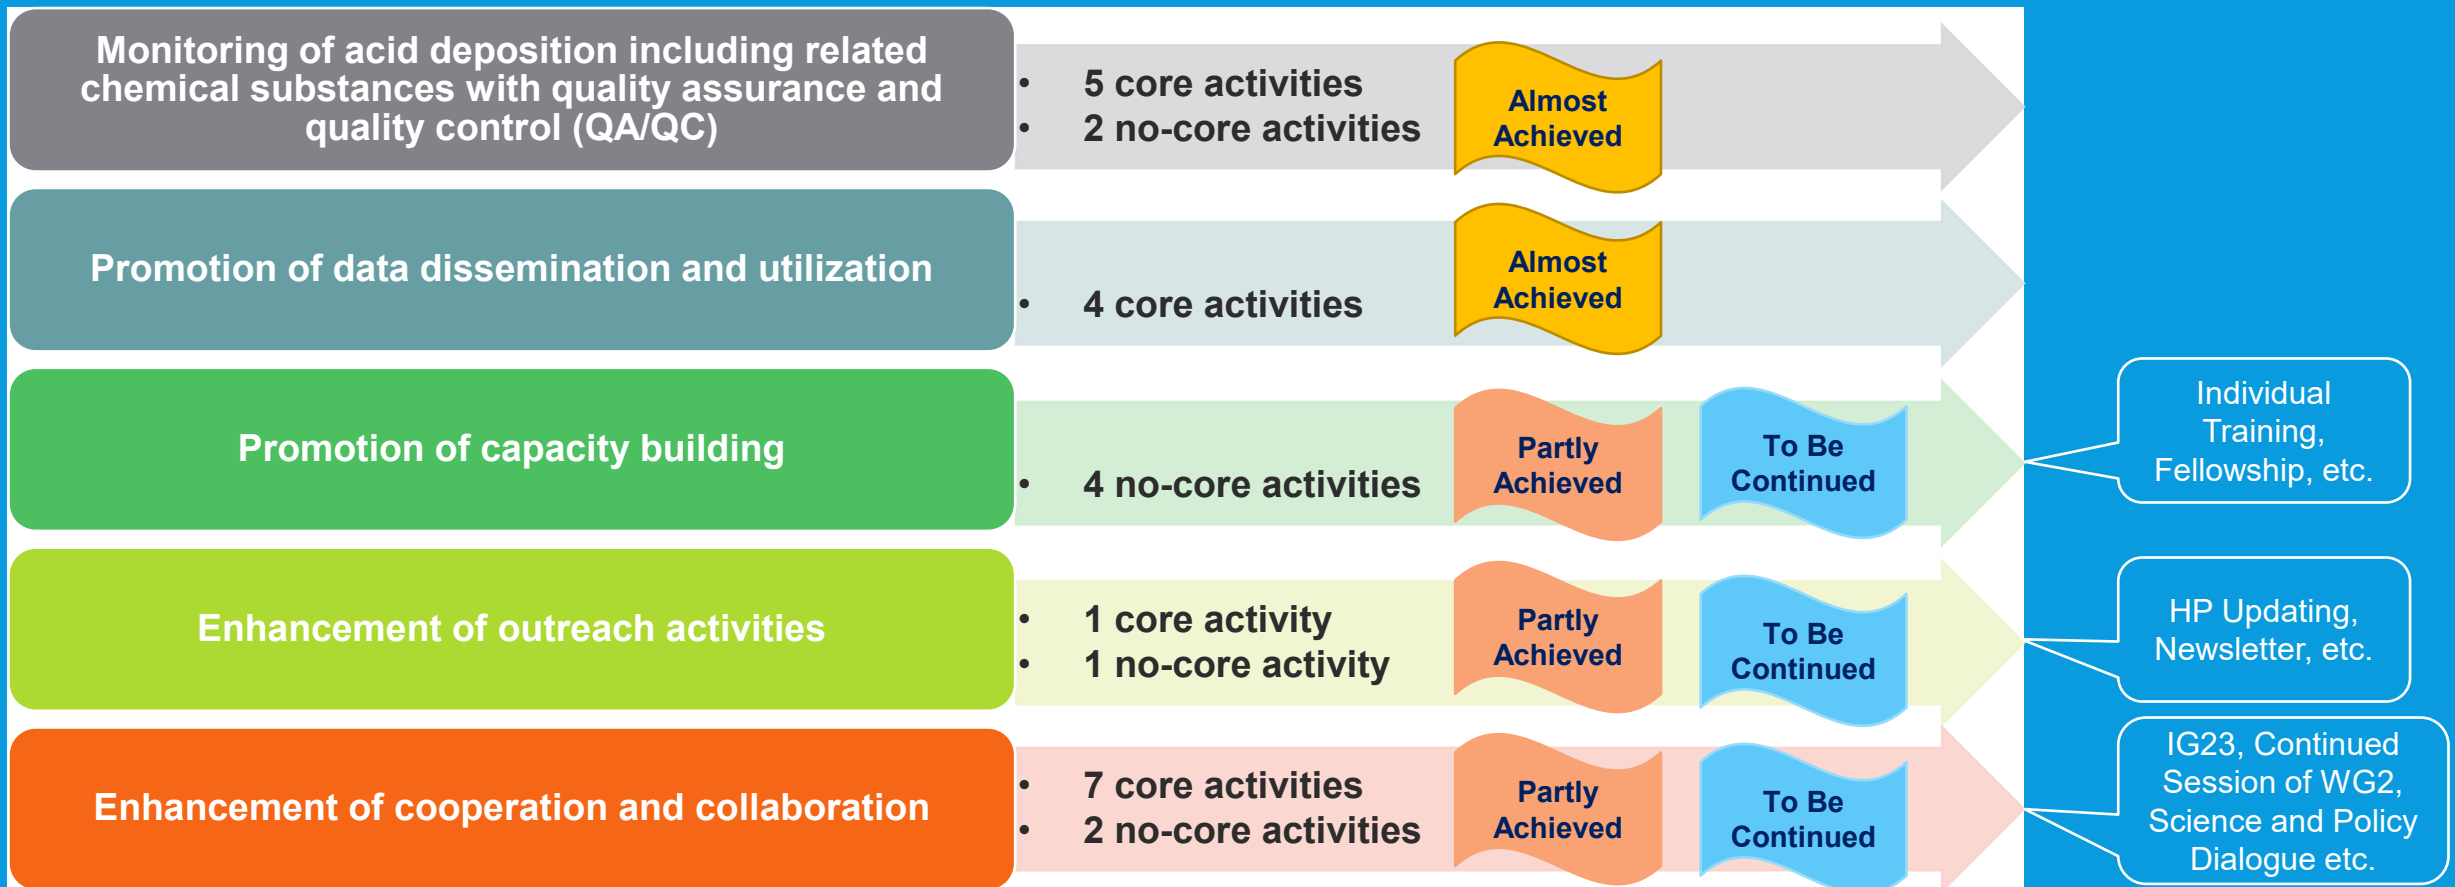 Monitoring of acid deposition including related
chemical substances with quality assurance and
quality control (QA/QC)
• 5 core activities
• 2 no-core activities
Almost
Achieved
Promotion of data dissemination and utilization
• 4 core activities
Almost
Achieved
Promotion of capacity building
• 4 no-core activities
Partly
Achieved
To Be
Continued
Individual
Training,
Fellowship, etc.
Enhancement of outreach activities
• 1 core activity
• 1 no-core activity
Partly
Achieved
To Be
Continued
HP Updating,
Newsletter, etc.
Enhancement of cooperation and collaboration
• 7 core activities
• 2 no-core activities
Partly
Achieved
To Be
Continued
IG23, Continued
Session of WG2,
Science and Policy
Dialogue etc.